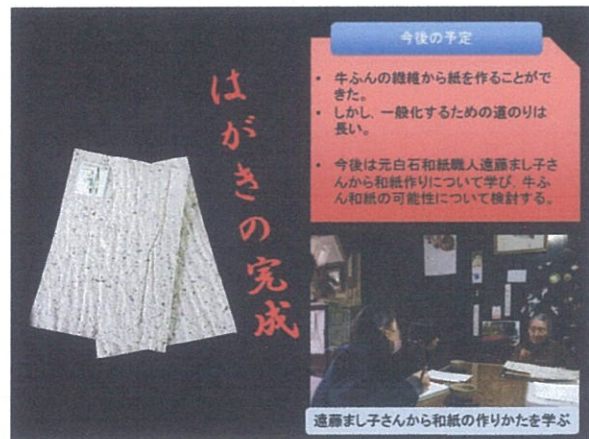 はがきの完成
今後の予定
• 牛ふんの繊維から紙を作ることがで
きた。
• しかし、一般化するための道のりは
長い。
• 今後は元白石和紙職人遠藤まし子さ
んから和紙作りについて学び、牛ふ
ん和紙の可能性について検討する。
遠藤まし子さんから和紙の作りかたを学ぶ